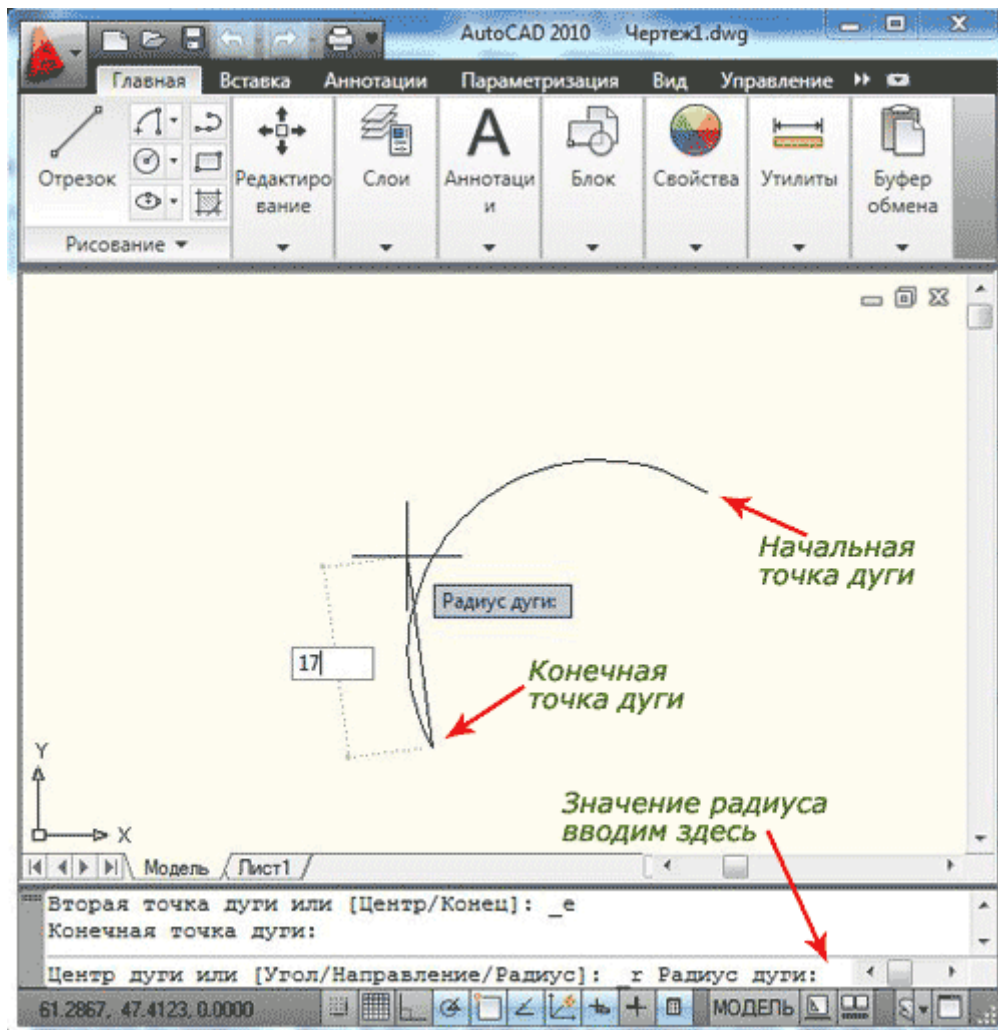 AutoCAD 2010 Чертеж1.dwg
Главная Вставка Аннотации Параметризация Вид Управление
Отрезок
Редактиро
вание
Слои
Аннотаци
и
Блок
Свойства
Утилиты
Буфер
обмена
Рисование
Начальная
точка дуги
Радиус дуги:
17
Конечная
точка дуги
Y
X
Значение радиуса
вводим здесь
Модель Лист1
Вторая точка дуги или [Центр/Конец]: _e
Конечная точка дуги:
Центр дуги или [Угол/Направление/Радиус]: _r Радиус дуги:
61.2867, 47.4123, 0.0000 МОДЕЛЬ